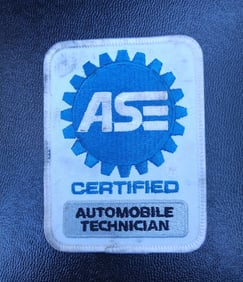 ASE
CERTIFIED
AUTOMOBILE
TECHNICIAN